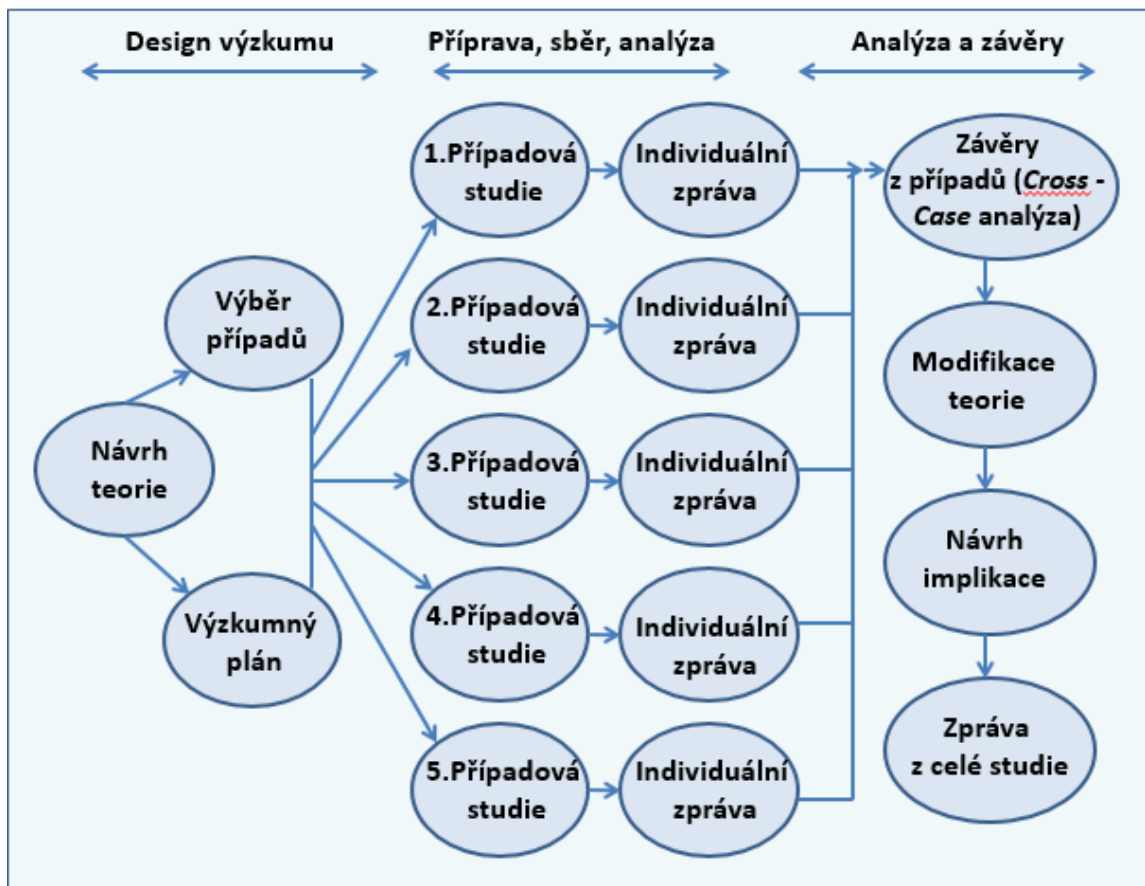 Design výzkumu
Příprava, sběr, analýza
Analýza a závěry
Návrh
teorie
Výběr
případů
Výzkumný
plán
1.Případová
studie
Individuální
zpráva
2.Případová
studie
Individuální
zpráva
3.Případová
studie
Individuální
zpráva
4.Případová
studie
Individuální
zpráva
5.Případová
studie
Individuální
zpráva
Závěry
z případů (Cross -
Case analýza)
Modifikace
teorie
Návrh
implikace
Zpráva
z celé studie